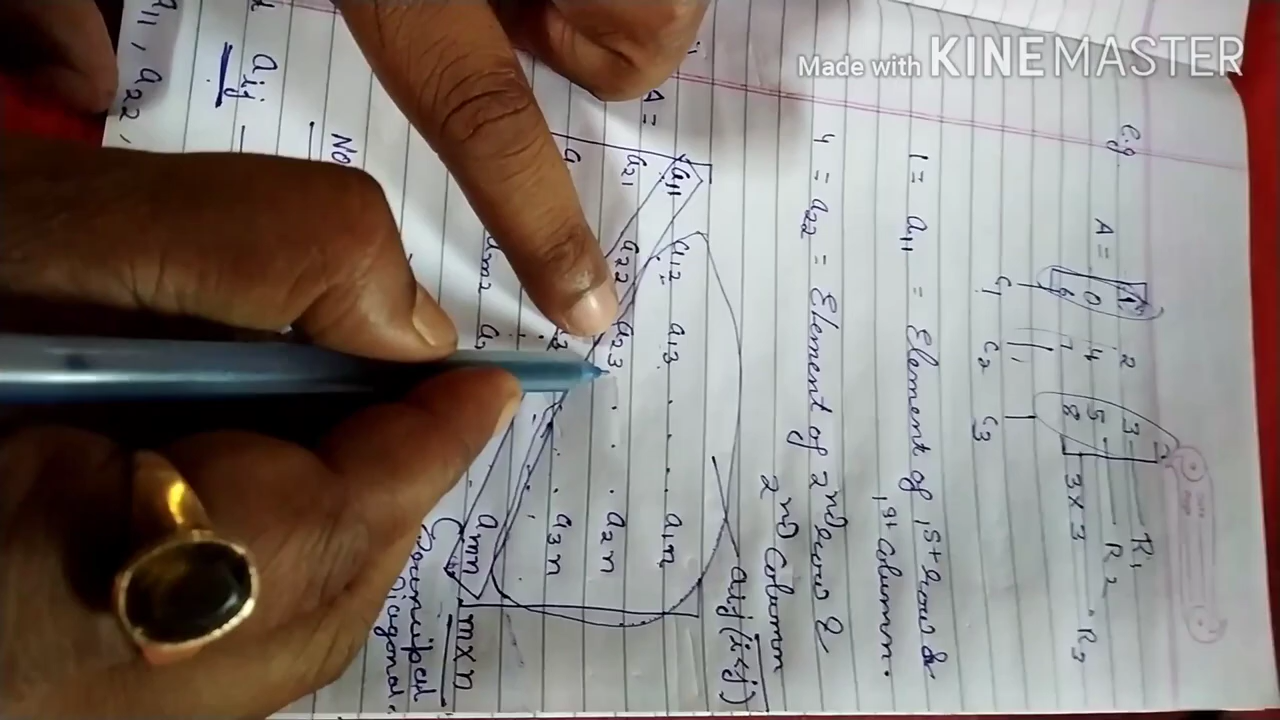 Made with KINEMASTER
e.g.
A = 1 2 3 R1
0 4 5 R2
6 7 8 3x3 R3
C1 C2 C3
1 = a11 = Element of 1st row &
1st column.
4 = a22 = Element of 2nd row &
2nd column
aij (i<j)
A =
a11 a12 a13 . . . a1n
a21 a22 a23 . . . a2n
a3n
am2 amn mxn
Principal
Diagonal.
aij
a11, a22,